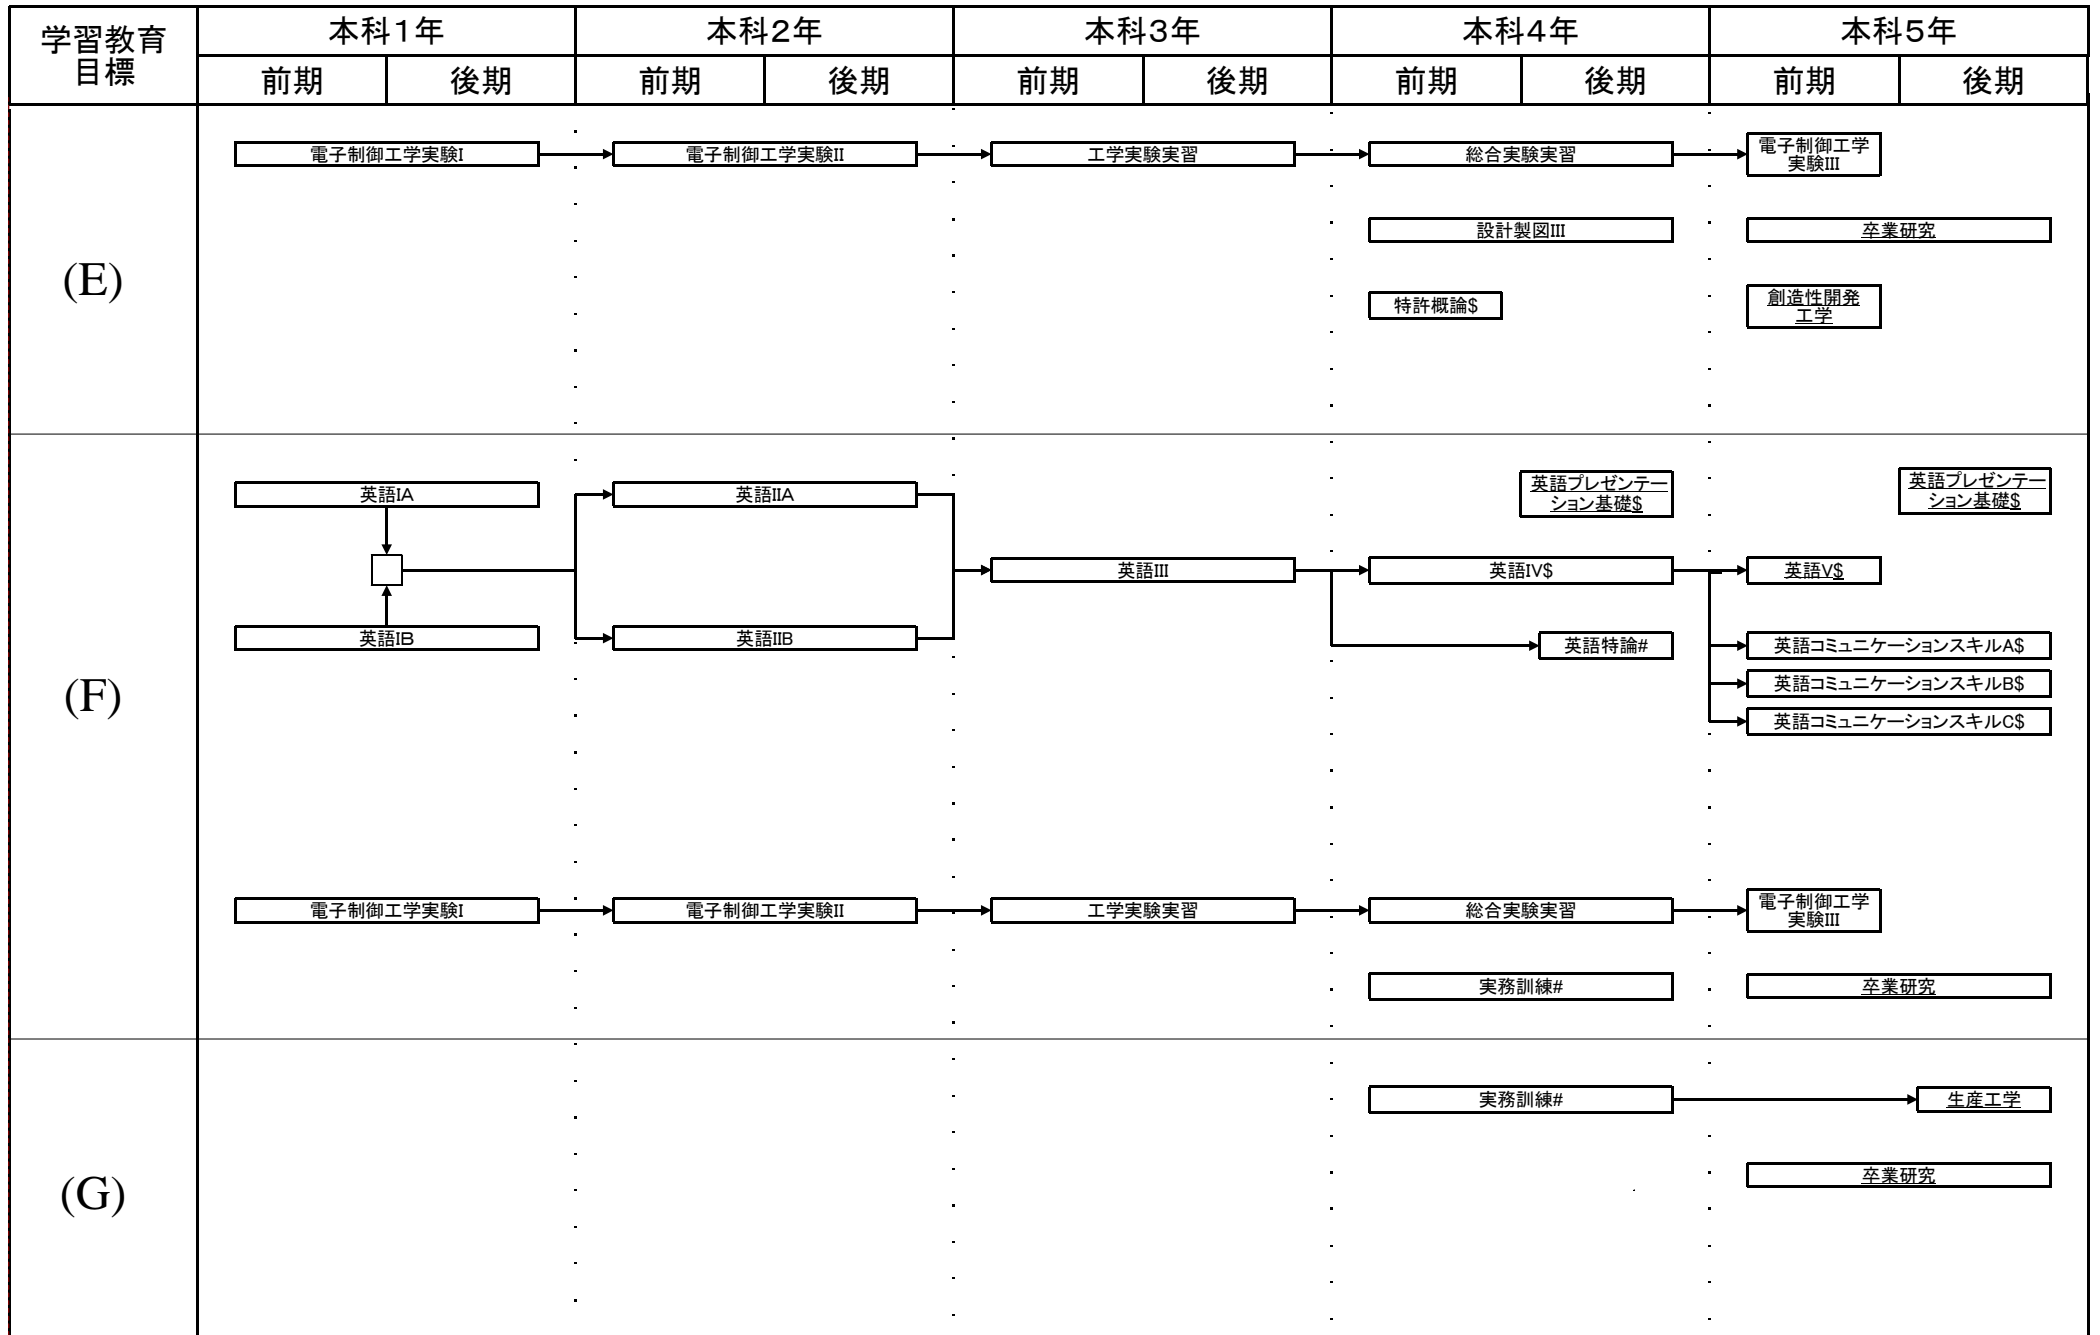 学習教育
目標
本科1年
本科2年
本科3年
本科4年
本科5年
前期
後期
前期
後期
前期
後期
前期
後期
前期
後期
(E)
電子制御工学実験I
電子制御工学実験II
工学実験実習
総合実験実習
電子制御工学
実験III
設計製図III
卒業研究
特許概論$
創造性開発
工学
(F)
英語プレゼンテー
ション基礎$
英語プレゼンテー
ション基礎$
英語IA
英語IIA
英語III
英語IV$
英語V$
英語IB
英語IIB
英語特論#
英語コミュニケーションスキルA$
英語コミュニケーションスキルB$
英語コミュニケーションスキルC$
電子制御工学実験I
電子制御工学実験II
工学実験実習
総合実験実習
電子制御工学
実験III
実務訓練#
卒業研究
(G)
実務訓練#
生産工学
卒業研究